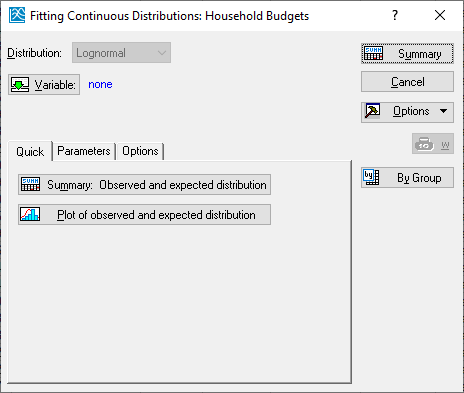 Fitting Continuous Distributions: Household Budgets
Distribution: Lognormal
Summary
Variable: none
Cancel
Options
W
Quick Parameters Options
By Group
Summary: Observed and expected distribution
Plot of observed and expected distribution